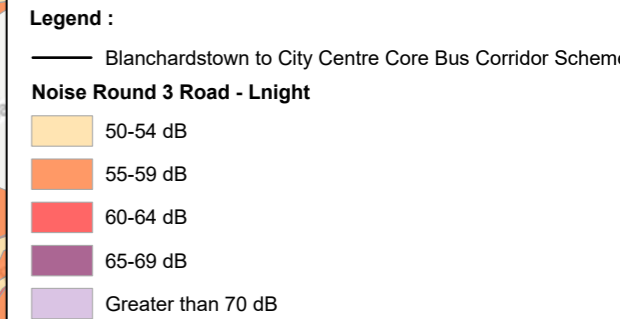 Legend :
Blanchardstown to City Centre Core Bus Corridor Scheme
Noise Round 3 Road - Lnight
50-54 dB
55-59 dB
60-64 dB
65-69 dB
Greater than 70 dB